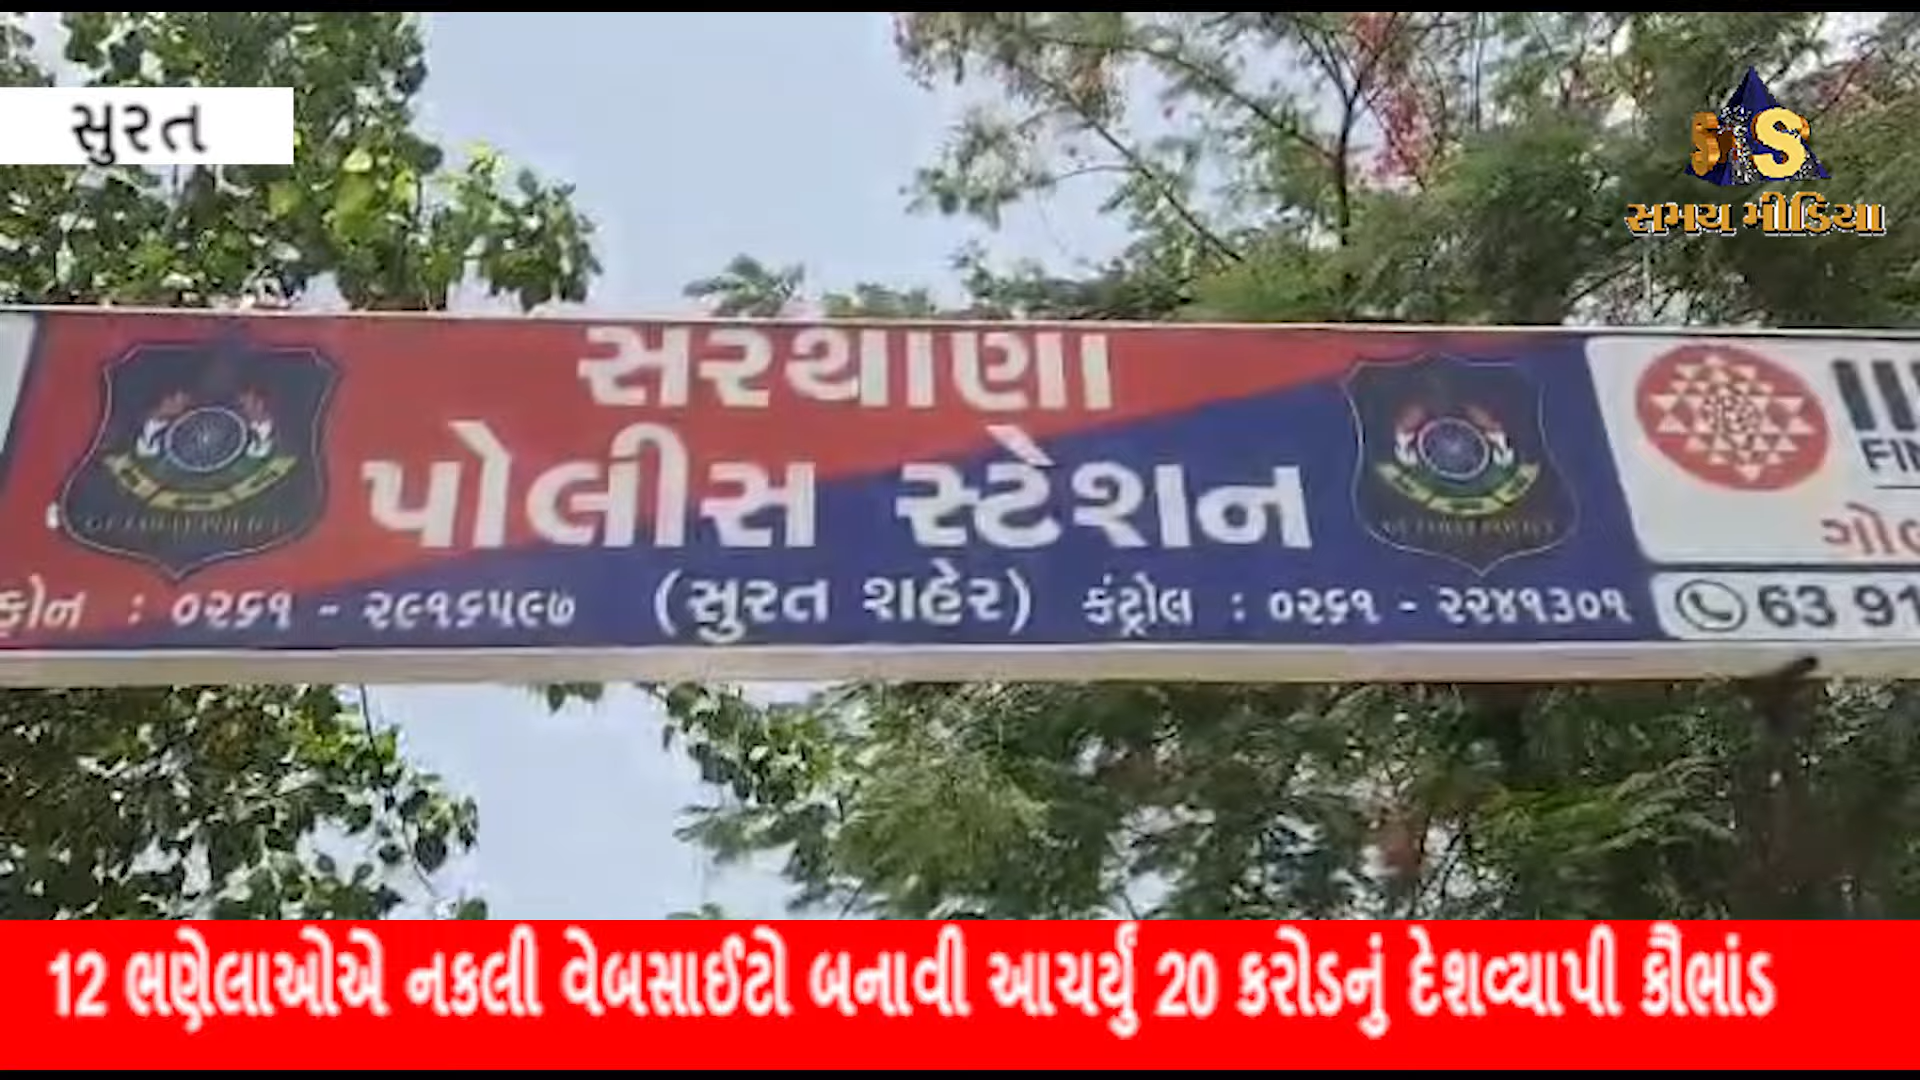 સુરત
સમય મીડિયા
સરથાણા
પોલીસ સ્ટેશન
ફોન : ૦૨૬૧ - ૨૯૧૬૫૯૭ (સુરત શહેર) કંટ્રોલ : ૦૨૬૧ - ૨૨૪૧૩૦૧
63 91
12 ભણેલાઓએ નકલી વેબસાઈટો બનાવી આચર્યું 20 કરોડનું દેશવ્યાપી કૌભાંડ